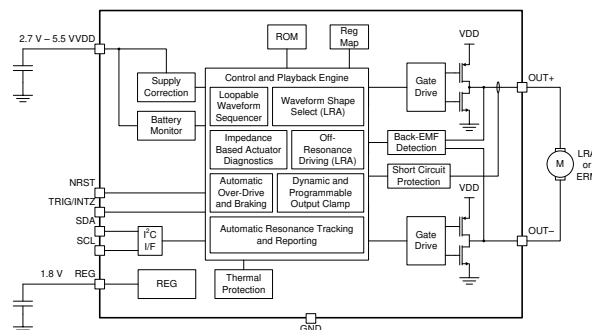 2.7 V – 5.5 VVDD
ROM
Reg
Map
VDD
Supply
Correction
Battery
Monitor
Control and Playback Engine
Loopable
Waveform
Sequencer
Waveform Shape
Select (LRA)
Impedance
Based Actuator
Diagnostics
Off-
Resonance
Driving (LRA)
Automatic
Over-Drive
and Braking
Dynamic and
Programmable
Output Clamp
Automatic Resonance Tracking
and Reporting
Gate
Drive
OUT+
Back-EMF
Detection
Short Circuit
Protection
M
LRA
or
ERM
VDD
Gate
Drive
OUT–
NRST
TRIG/INTZ
SDA
SCL
I2C
I/F
1.8 V REG
REG
Thermal
Protection
GND